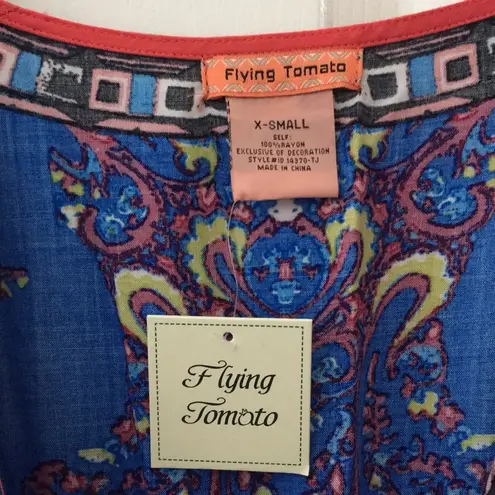 Flying Tomato
X-SMALL
SELF:
100%RAYON
EXCLUSIVE OF DECORATION
STYLE#ID 14370-TJ
MADE IN CHINA
Flying
Tomato